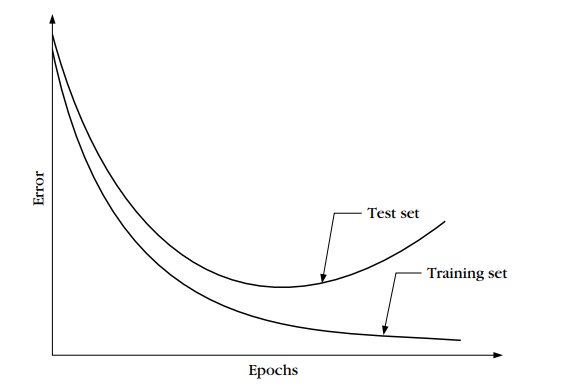 Error
Test set
Training set
Epochs